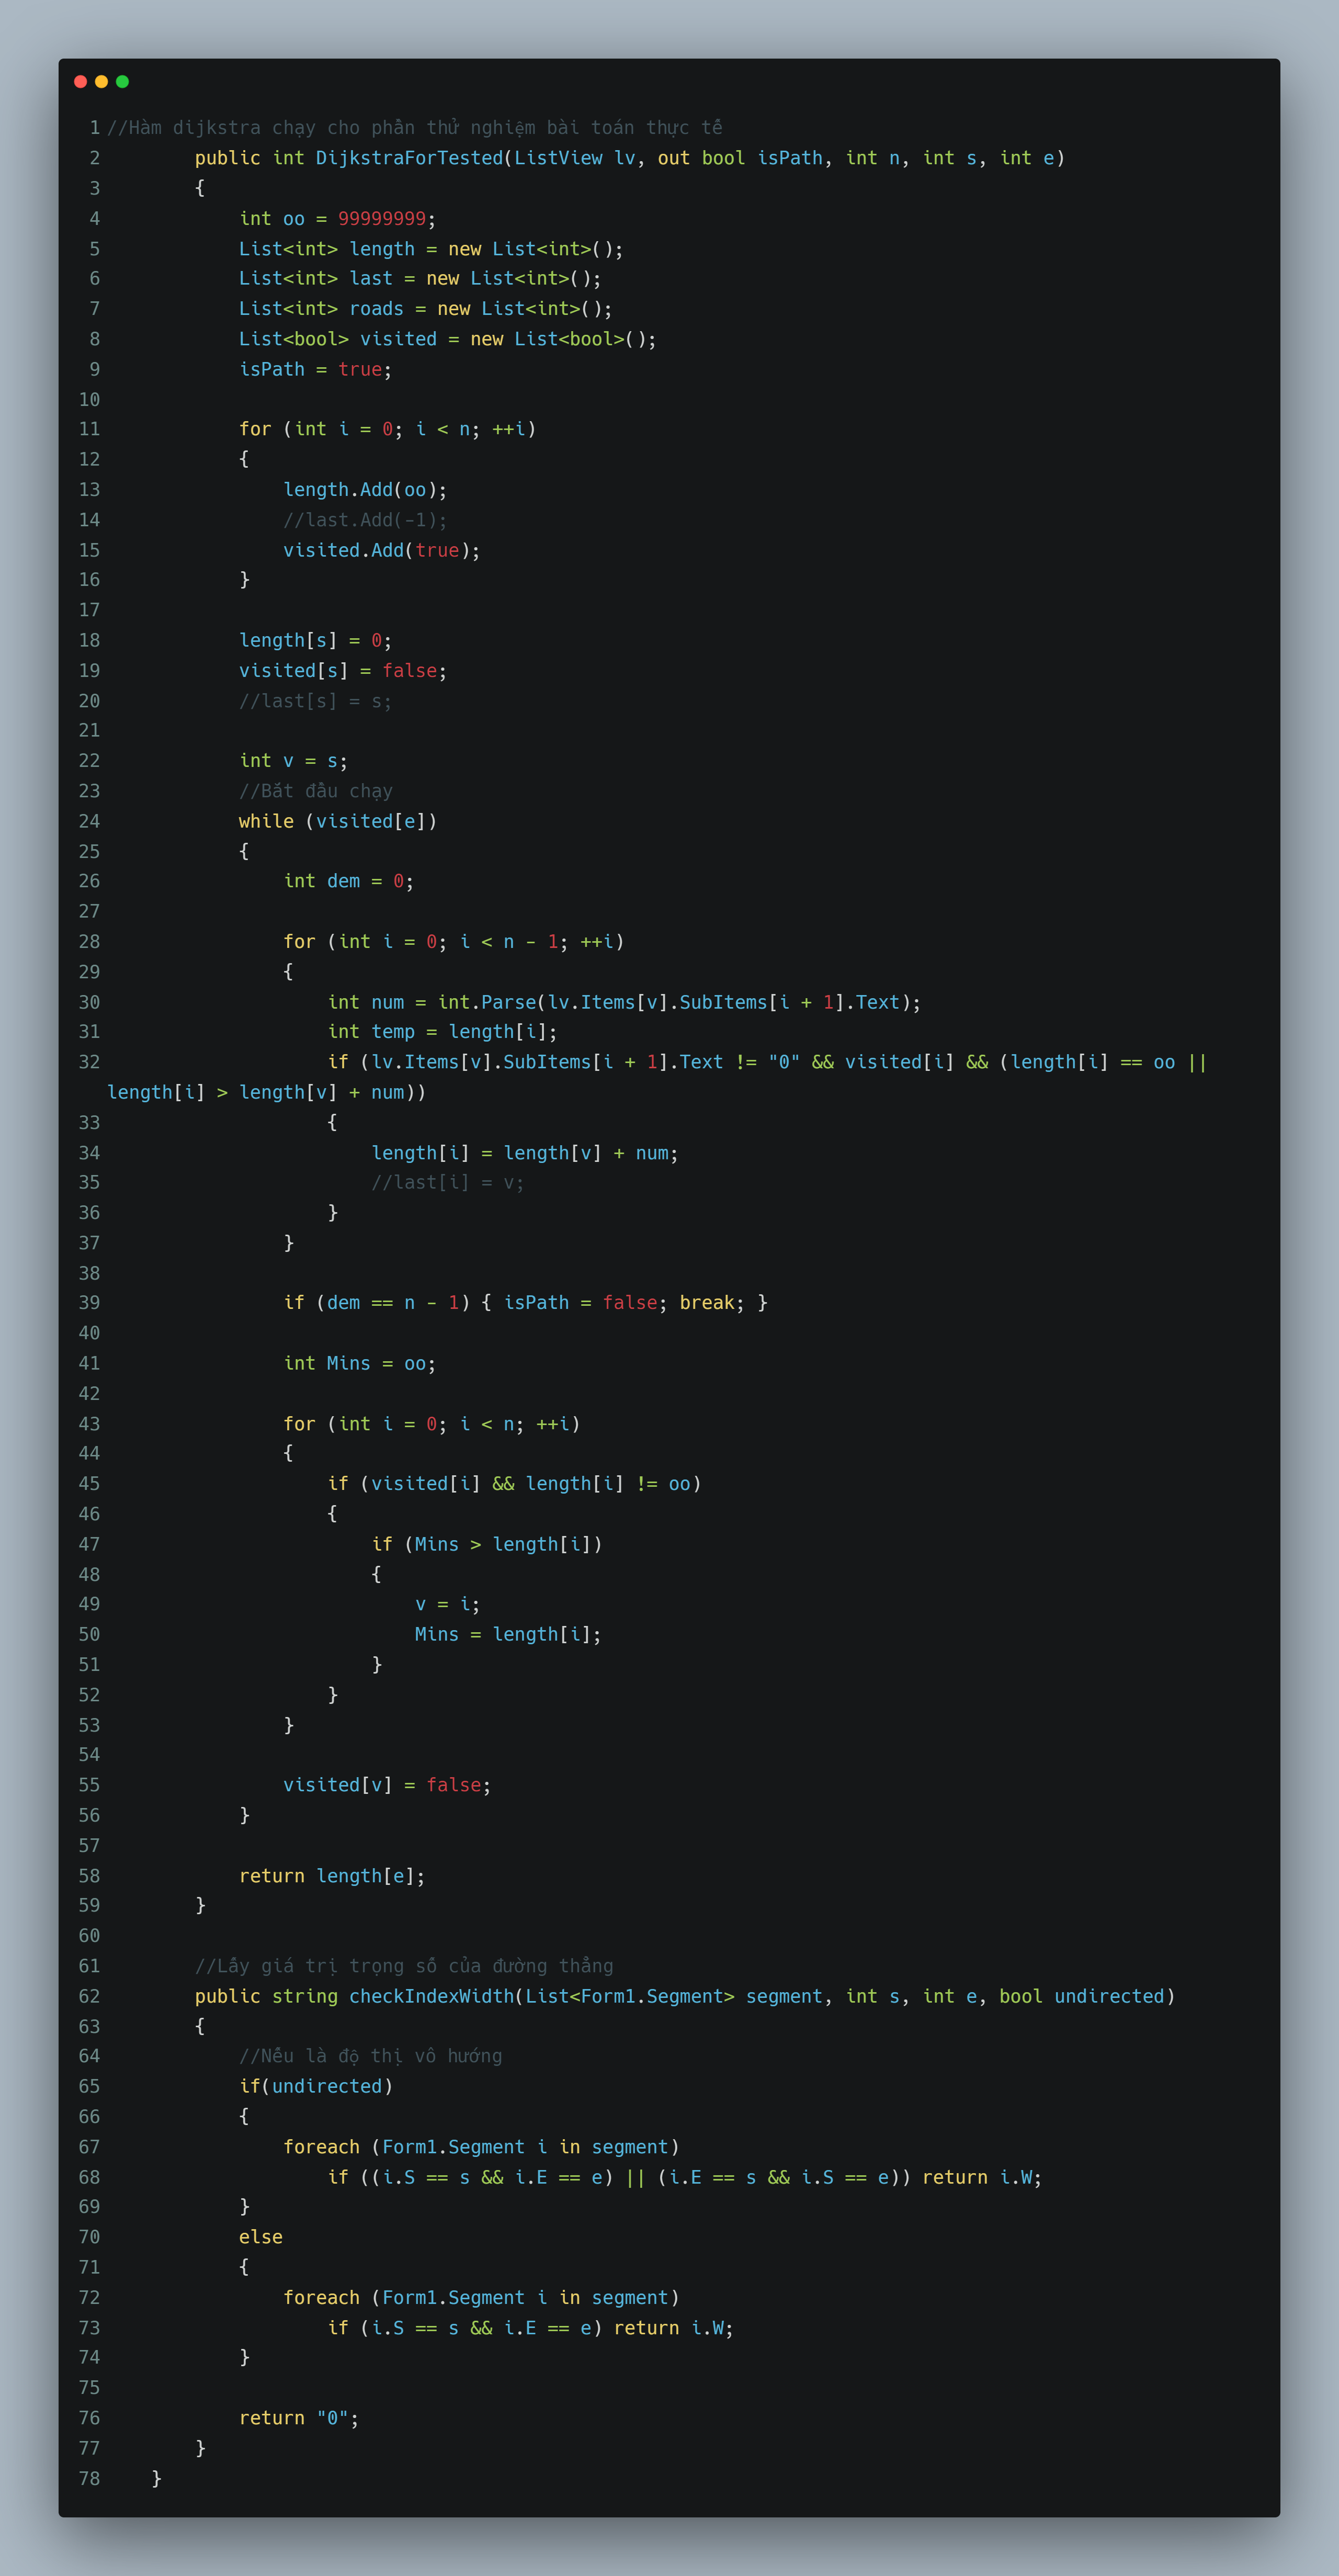 1 //Hàm dijkstra chạy cho phần thử nghiệm bài toán thực tế
2         public int DijkstraForTested(ListView lv, out bool isPath, int n, int s, int e)
3         {
4             int oo = 99999999;
5             List<int> length = new List<int>();
6             List<int> last = new List<int>();
7             List<int> roads = new List<int>();
8             List<bool> visited = new List<bool>();
9             isPath = true;
10
11             for (int i = 0; i < n; ++i)
12             {
13                 length.Add(oo);
14                 //last.Add(-1);
15                 visited.Add(true);
16             }
17
18             length[s] = 0;
19             visited[s] = false;
20             //last[s] = s;
21
22             int v = s;
23             //Bắt đầu chạy
24             while (visited[e])
25             {
26                 int dem = 0;
27
28                 for (int i = 0; i < n - 1; ++i)
29                 {
30                     int num = int.Parse(lv.Items[v].SubItems[i + 1].Text);
31                     int temp = length[i];
32                     if (lv.Items[v].SubItems[i + 1].Text != "0" && visited[i] && (length[i] == oo ||
length[i] > length[v] + num))
33                     {
34                         length[i] = length[v] + num;
35                         //last[i] = v;
36                     }
37                 }
38
39                 if (dem == n - 1) { isPath = false; break; }
40
41                 int Mins = oo;
42
43                 for (int i = 0; i < n; ++i)
44                 {
45                     if (visited[i] && length[i] != oo)
46                     {
47                         if (Mins > length[i])
48                         {
49                             v = i;
50                             Mins = length[i];
51                         }
52                     }
53                 }
54
55                 visited[v] = false;
56             }
57
58             return length[e];
59         }
60
61         //Lấy giá trị trọng số của đường thẳng
62         public string checkIndexWidth(List<Form1.Segment> segment, int s, int e, bool undirected)
63         {
64             //Nếu là độ thị vô hướng
65             if(undirected)
66             {
67                 foreach (Form1.Segment i in segment)
68                     if ((i.S == s && i.E == e) || (i.E == s && i.S == e)) return i.W;
69             }
70             else
71             {
72                 foreach (Form1.Segment i in segment)
73                     if (i.S == s && i.E == e) return i.W;
74             }
75
76             return "0";
77         }
78     }